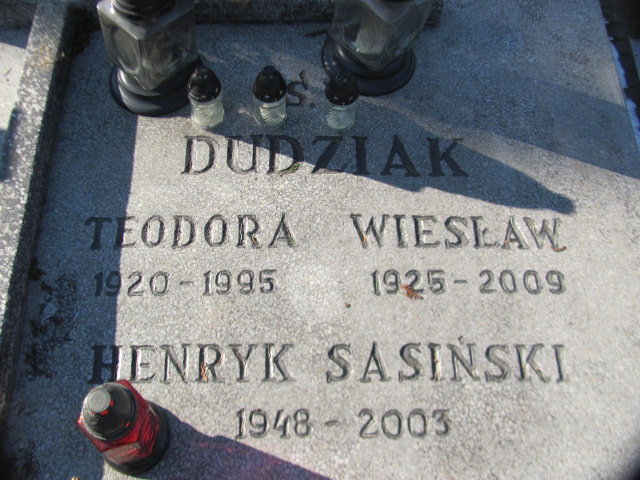 Ś.
DUDZIAK
TEODORA WIESŁAW
1920 - 1995 1925 - 2009
HENRYK SASIŃSKI
1948 - 2003